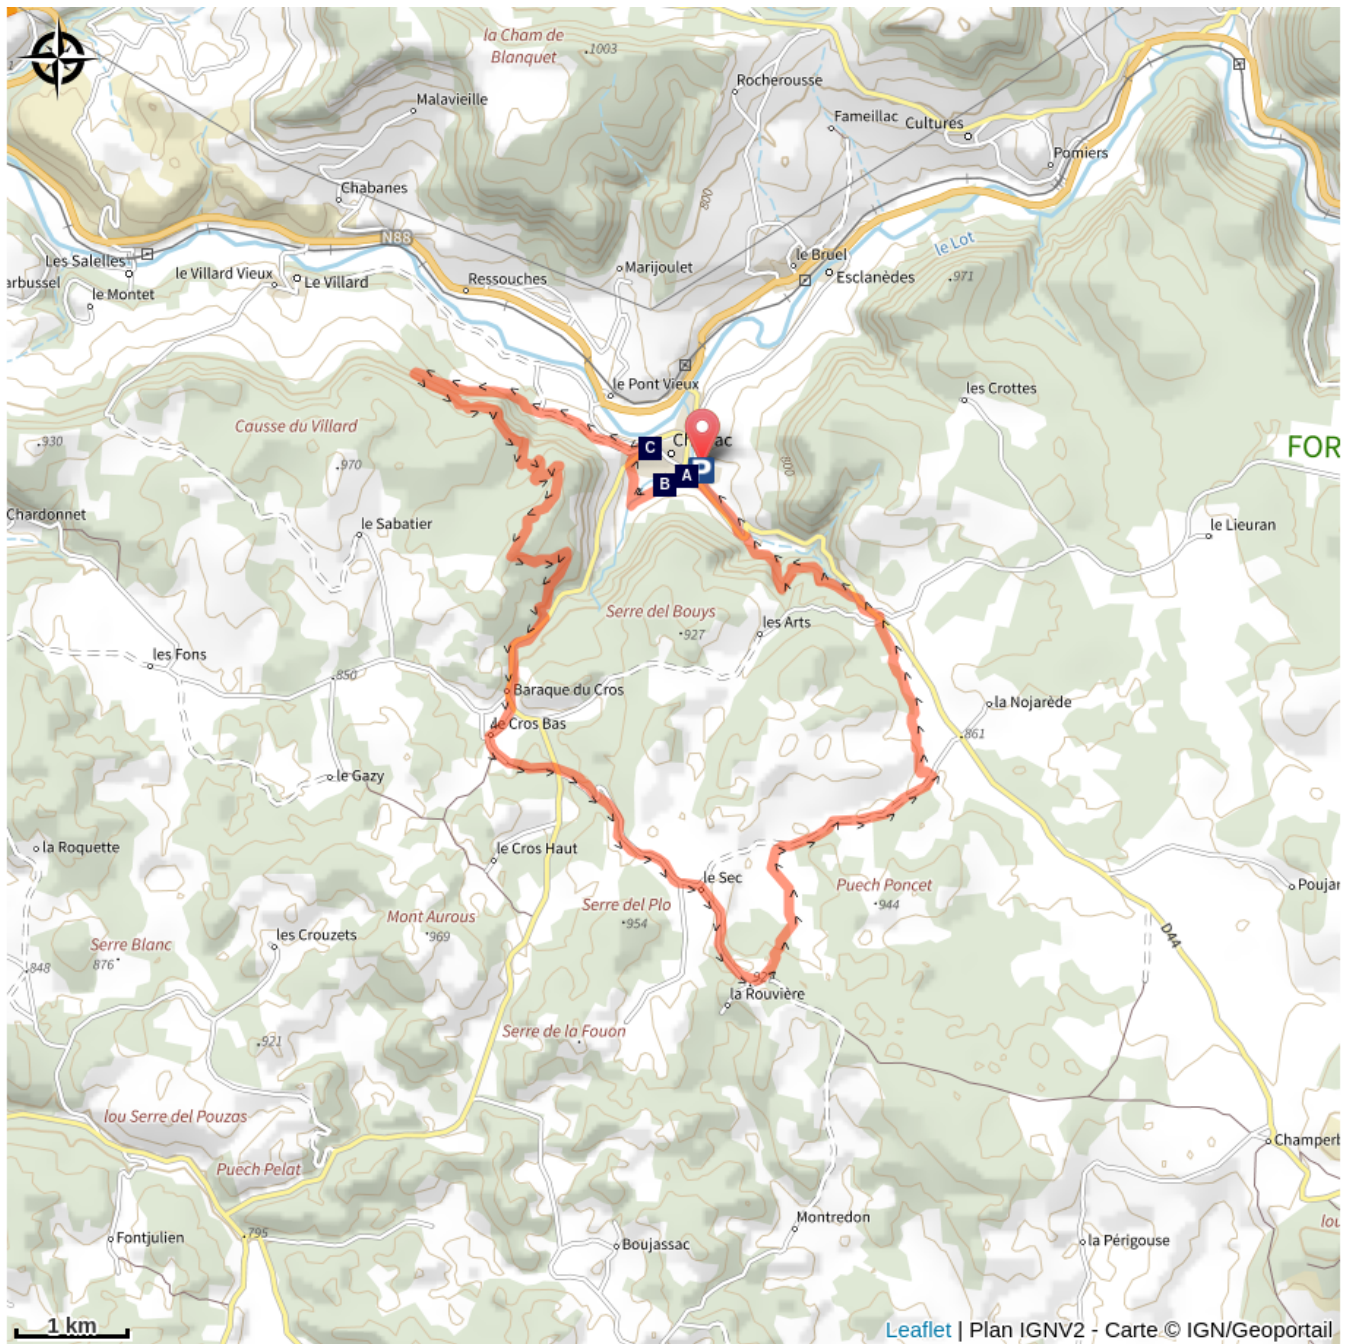 la Cham de
Blanquet
1003
Rocherousse
Malavieille
Fameillac
Cultures
Pomiers
800
Chabanes
N88
le Lot
Les Salelles
le Villard Vieux
Le Villard
Ressouches
Marijoulet
le Bruel
Esclanèdes
971
arbussel
le Montet
le Pont Vieux
les Crottes
Causse du Villard
930
970
C
A
B
P
800
FOR
Chardonnet
le Sabatier
le Lieuran
Serre del Bouys
927
les Arts
les Fons
850
Baraque du Cros
le Cros Bas
la Nojarède
861
le Gazy
la Roquette
le Cros Haut
le Sec
Puech Poncet
944
Poujar
Serre del Plo
954
Mont Aurous
969
les Crouzets
Serre Blanc
876
848
D44
la Rouvière
Serre de la Fouon
921
lou Serre del Pouzas
Puech Pelat
Champerb
lou
Montredon
la Périgouse
Fontjulien
795
Boujassac
1 km
Leaflet | Plan IGNV2 - Carte © IGN/Geoportail